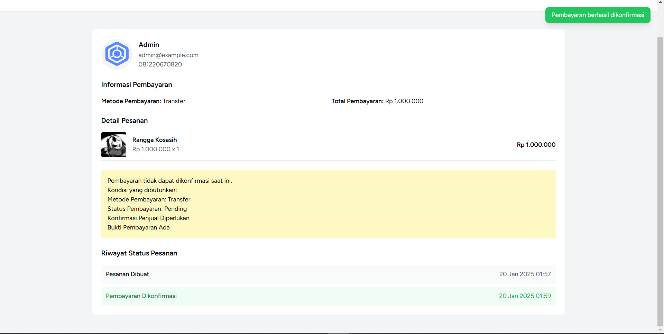 Pembayaran berhasil dikonfirmasi
Admin
admin@example.com
081220670820
Informasi Pembayaran
Metode Pembayaran: Transfer
Total Pembayaran: Rp 1.000.000
Detail Pesanan
Rangga Kosasih
Rp 1.000.000 x 1
Rp 1.000.000
Pembayaran tidak dapat dikonfirmasi saat ini.
Kondisi yang dibutuhkan:
Metode Pembayaran: Transfer
Status Pembayaran: Pending
Konfirmasi Penjual Diperlukan
Bukti Pembayaran Ada
Riwayat Status Pesanan
Pesanan Dibuat
20 Jan 2025 01:57
Pembayaran Dikonfirmasi
20 Jan 2025 01:59